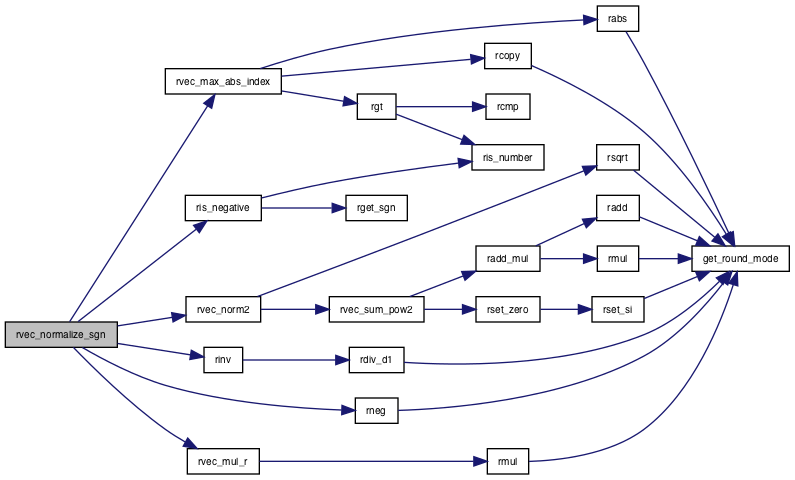 rabs
rcopy
rvec_max_abs_index
rgt
rcmp
ris_number
rsqrt
ris_negative
rget_sgn
radd
radd_mul
rmul
get_round_mode
rvec_norm2
rvec_sum_pow2
rset_zero
rset_si
rvec_normalize_sgn
rinv
rdiv_d1
rneg
rvec_mul_r
rmul